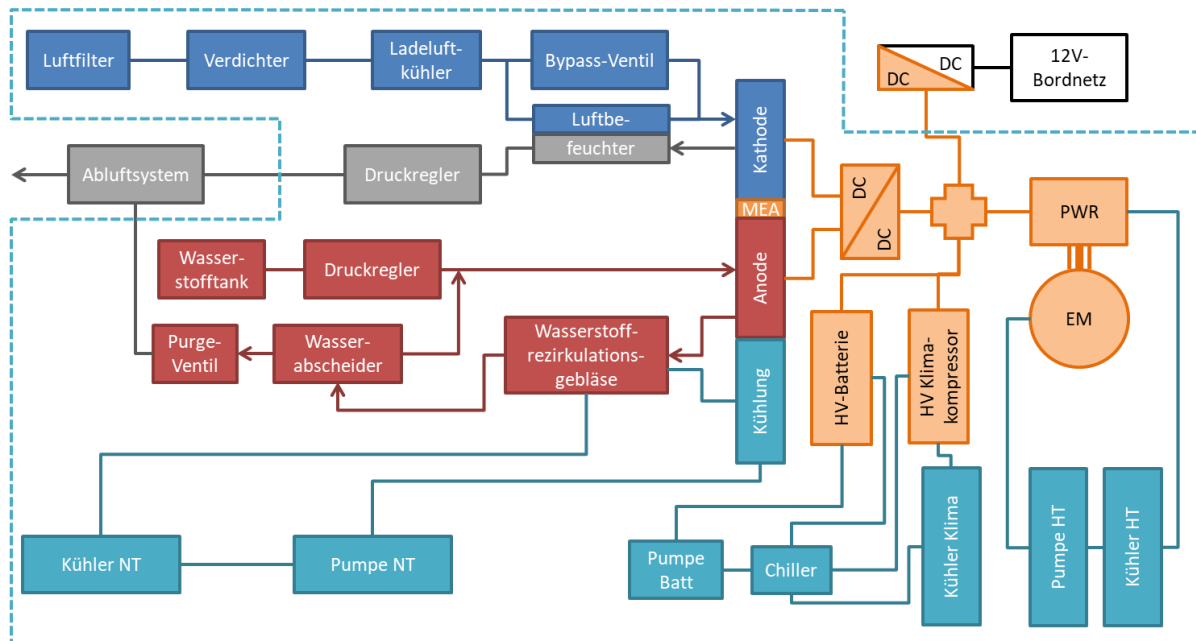 Luftfilter
Verdichter
Ladeluft-
kühler
Bypass-Ventil
DC
DC
12V-
Bordnetz
Luftbe-
feuchter
Kathode
Abluftsystem
Druckregler
MEA
DC
DC
PWR
Wasser-
stofftank
Druckregler
Anode
EM
Purge-
Ventil
Wasser-
abscheider
Wasserstoff-
rezirkulations-
gebläse
Kühlung
HV-Batterie
HV Klima-
kompressor
Kühler NT
Pumpe NT
Pumpe
Batt
Chiller
Kühler Klima
Pumpe HT
Kühler HT